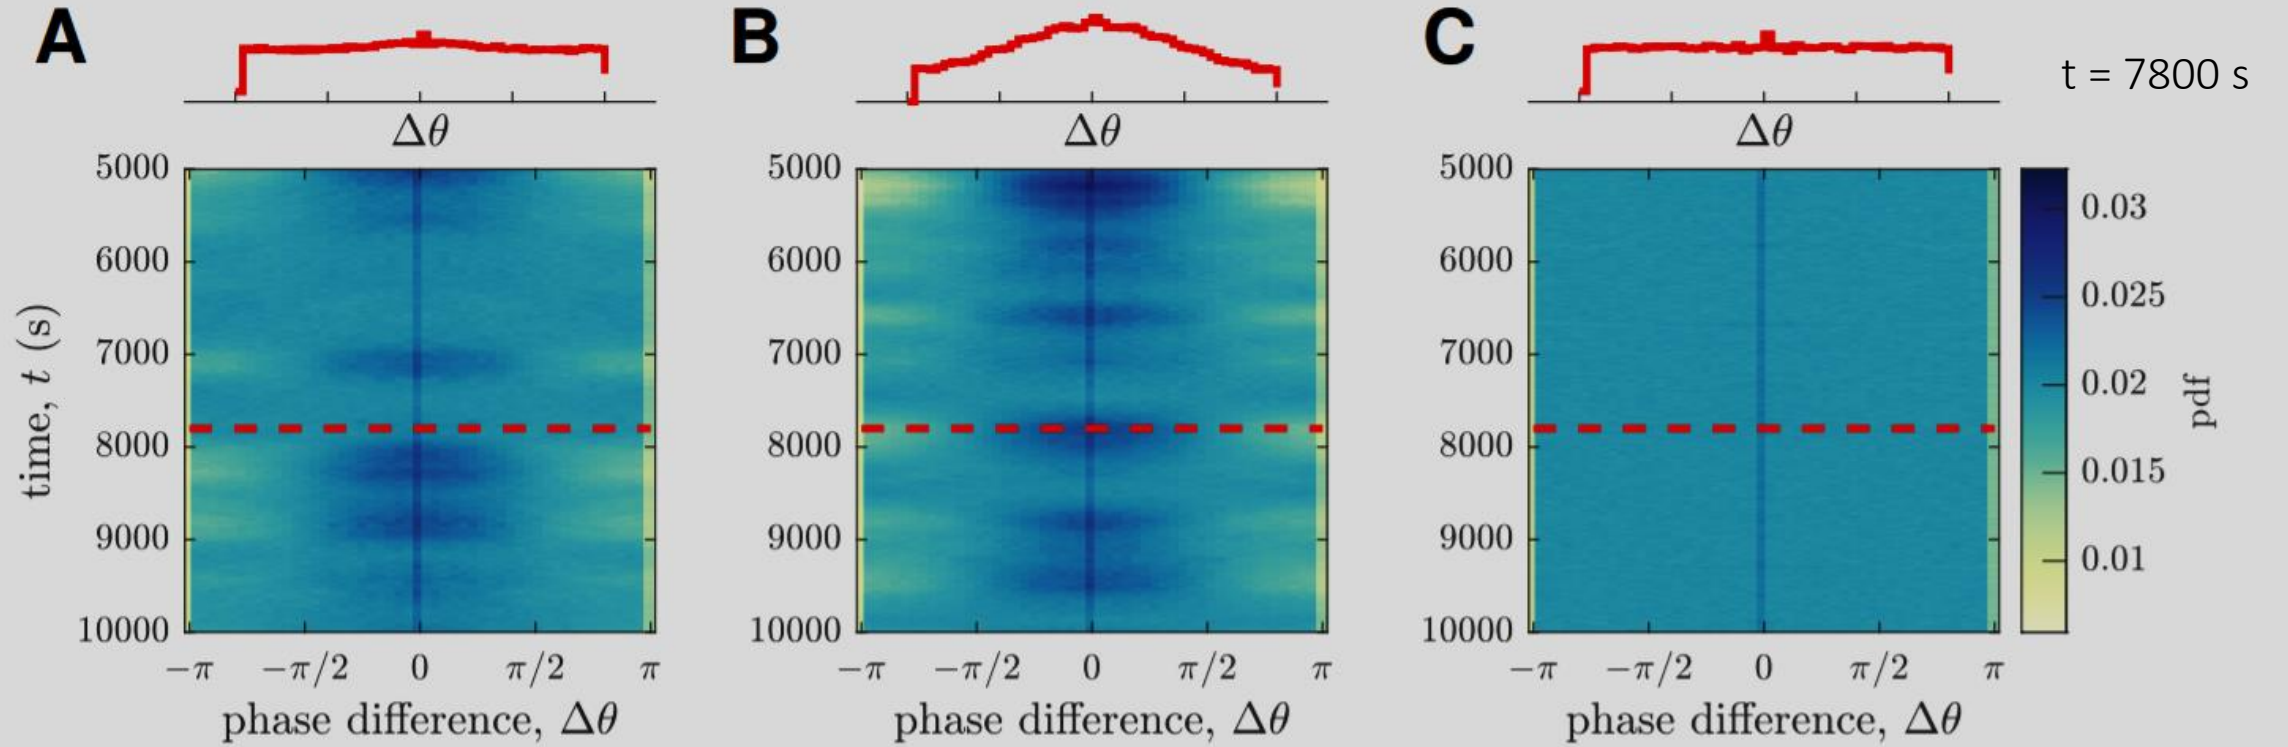 A
B
C
t = 7800 s
Δθ
Δθ
Δθ
time, t (s)
5000
6000
7000
8000
9000
10000
−π
−π/2
0
π/2
π
phase difference, Δθ
5000
6000
7000
8000
9000
10000
−π
−π/2
0
π/2
π
phase difference, Δθ
5000
6000
7000
8000
9000
10000
−π
−π/2
0
π/2
π
phase difference, Δθ
0.03
0.025
0.02
0.015
0.01
pdf